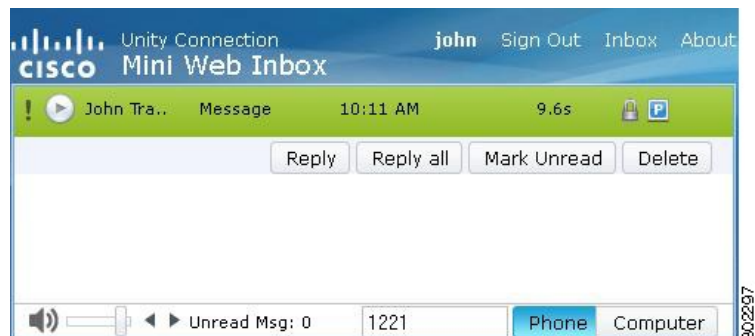 Unity Connection
CISCO Mini Web Inbox
john Sign Out Inbox About
! John Tra.. Message 10:11 AM 9.6s P
Reply Reply all Mark Unread Delete
Unread Msg: 0 1221 Phone Computer